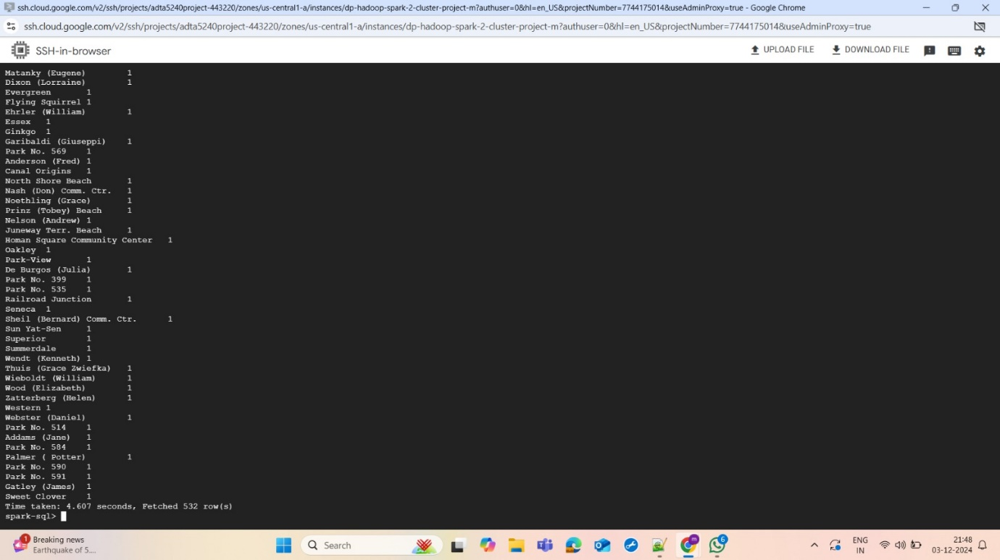 ssh.cloud.google.com/v2/ssh/projects/adta5240project-443220/zones/us-central1-a/instances/dp-hadoop-spark-2-cluster-project-m?authuser=0&hl=en_US&projectNumber=7744175014&useAdminProxy=true - Google Chrome
ssh.cloud.google.com/v2/ssh/projects/adta5240project-443220/zones/us-central1-a/instances/dp-hadoop-spark-2-cluster-project-m?authuser=0&hl=en_US&projectNumber=7744175014&useAdminProxy=true
SSH-in-browser UPLOAD FILE DOWNLOAD FILE
Matanky (Eugene) 1
Dixon (Lorraine) 1
Evergreen 1
Flying Squirrel 1
Ehrler (William) 1
Essex 1
Ginkgo 1
Garibaldi (Giuseppi) 1
Park No. 569 1
Anderson (Fred) 1
Canal Origins 1
North Shore Beach 1
Nash (Don) Comm. Ctr. 1
Noethling (Grace) 1
Prinz (Tobey) Beach 1
Nelson (Andrew) 1
Juneway Terr. Beach 1
Homan Square Community Center 1
Oakley 1
Park-View 1
De Burgos (Julia) 1
Park No. 399 1
Park No. 535 1
Railroad Junction 1
Seneca 1
Sheil (Bernard) Comm. Ctr. 1
Sun Yat-Sen 1
Superior 1
Summerdale 1
Wendt (Kenneth) 1
Thuis (Grace Zwiefka) 1
Wieboldt (William) 1
Wood (Elizabeth) 1
Zatterberg (Helen) 1
Western 1
Webster (Daniel) 1
Park No. 514 1
Addams (Jane) 1
Park No. 584 1
Palmer ( Potter) 1
Park No. 590 1
Park No. 591 1
Gatley (James) 1
Sweet Clover 1
Time taken: 4.607 seconds, Fetched 532 row(s)
spark-sql>
1 Breaking news
Earthquake of 5....
Search
m
6
ENG
IN
21:48
03-12-2024